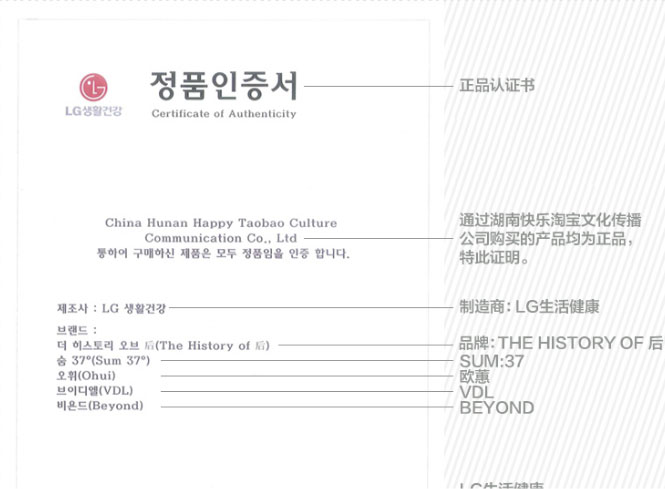 정품인증서
正品认证书
LG생활건강
Certificate of Authenticity
China Hunan Happy Taobao Culture
Communication Co,. Ltd
통하여 구매하신 제품은 모두 정품임을 인증 합니다.
通过湖南快乐淘宝文化传播
公司购买的产品均为正品，
特此证明。
제조사 : LG 생활건강
制造商：LG生活健康
브랜드 :
더 히스토리 오브 后(The History of 后)
品牌：THE HISTORY OF 后
숨 37°(Sum 37°)
SUM:37
오휘(Ohui)
欧蕙
브이디엘(VDL)
VDL
비욘드(Beyond)
BEYOND
LG生活健康